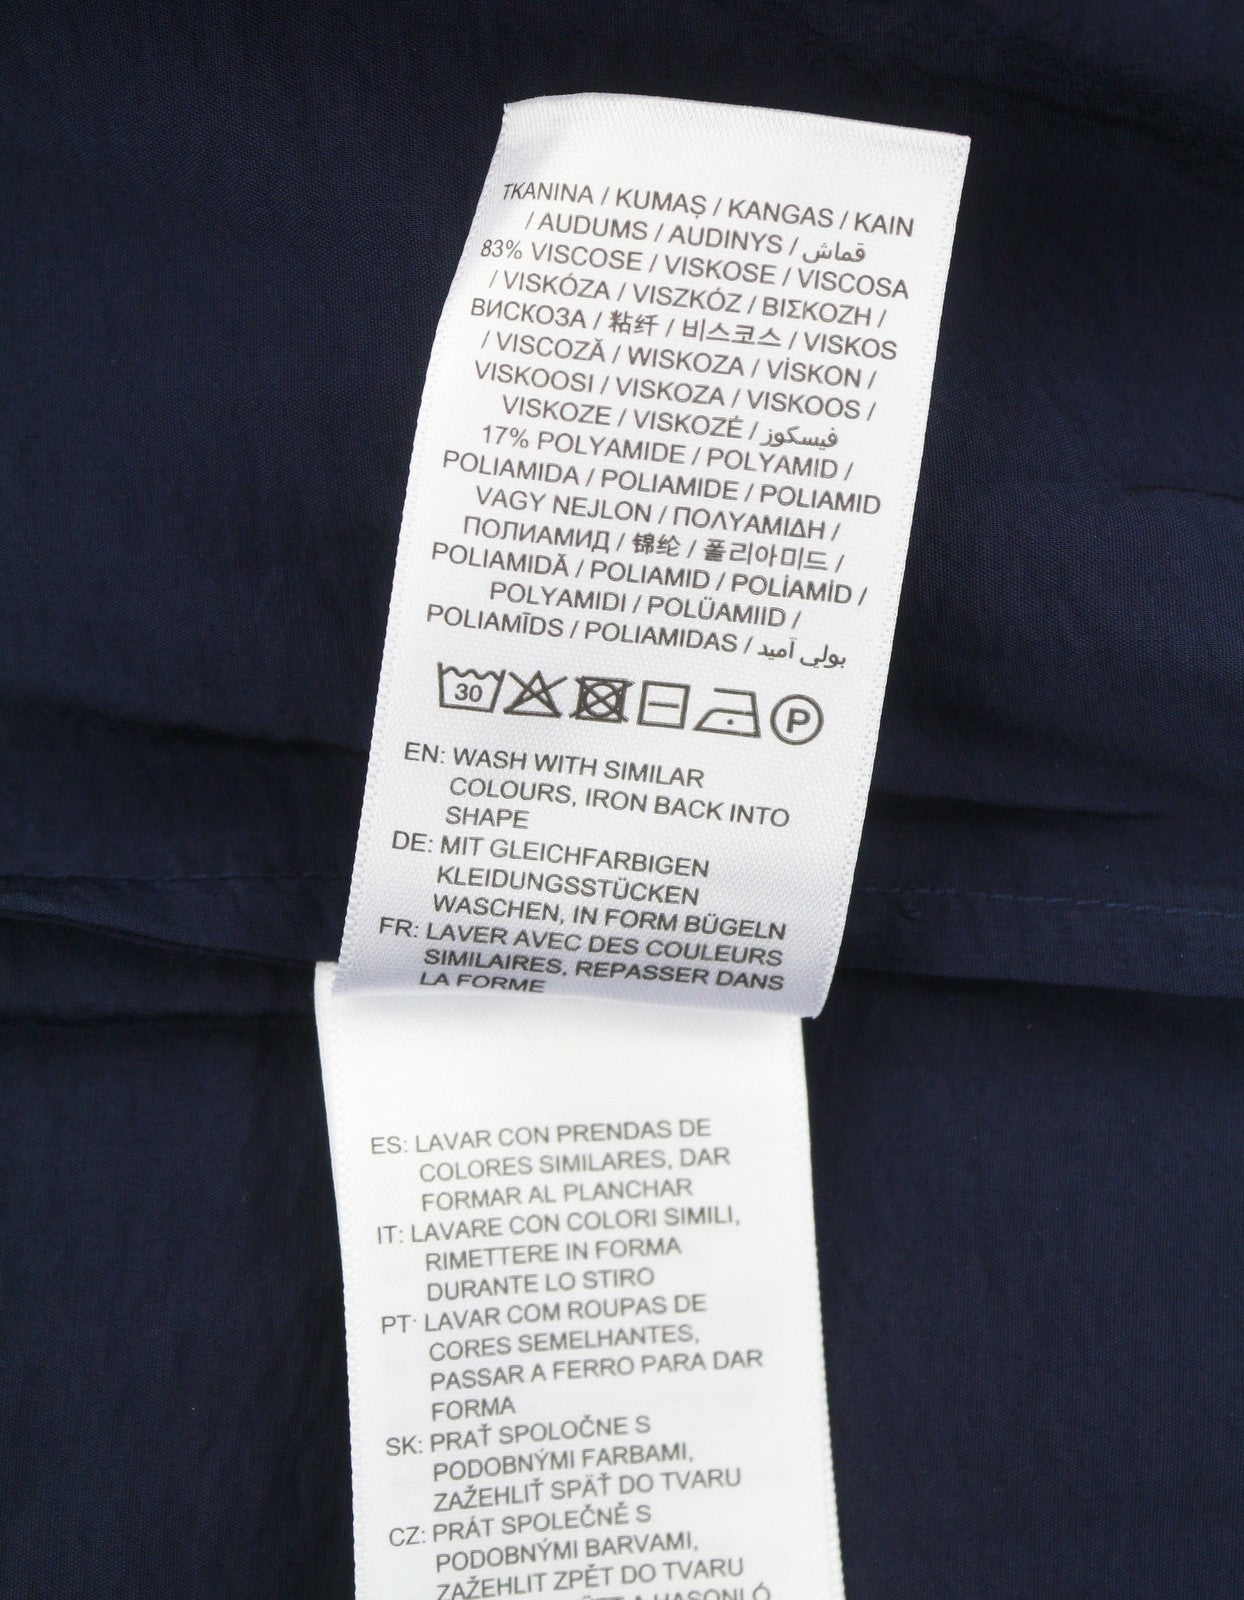 TKANINA / KUMAŞ / KANGAS / KAIN
/ AUDUMS / AUDINYS / قماش
83% VISCOSE / VISKOSE / VISCOSA
/ VISKÓZA / VISZKÓZ / ΒΙΣΚΟΖΗ /
ВИСКОЗА / 粘纤 / 비스코스 / VISKOS
/ VISCOZĂ / WISKOZA / VİSKON /
VISKOOSI / VISKOZA / VISKOOS /
VISKOZE / VISKOZĖ / فيسكوز
17% POLYAMIDE / POLYAMID /
POLIAMIDA / POLIAMIDE / POLIAMID
VAGY NEJLON / ΠΟΛΥΑΜΙΔΗ /
ПОЛИАМИД / 锦纶 / 폴리아미드 /
POLIAMIDĂ / POLIAMID / POLİAMİD /
POLYAMIDI / POLÜAMIID /
POLIAMĪDS / POLIAMIDAS / بولي آميد
30 P
EN: WASH WITH SIMILAR
COLOURS, IRON BACK INTO
SHAPE
DE: MIT GLEICHFARBIGEN
KLEIDUNGSSTÜCKEN
WASCHEN, IN FORM BÜGELN
FR: LAVER AVEC DES COULEURS
SIMILAIRES, REPASSER DANS
LA FORME
ES: LAVAR CON PRENDAS DE
COLORES SIMILARES, DAR
FORMAR AL PLANCHAR
IT: LAVARE CON COLORI SIMILI,
RIMETTERE IN FORMA
DURANTE LO STIRO
PT: LAVAR COM ROUPAS DE
CORES SEMELHANTES,
PASSAR A FERRO PARA DAR
FORMA
SK: PRAŤ SPOLOČNE S
PODOBNÝMI FARBAMI,
ZAŽEHLIŤ SPÄŤ DO TVARU
CZ: PRÁT SPOLEČNĚ S
PODOBNÝMI BARVAMI,
ZAŽEHLIT ZPĚT DO TVARU
A HASONLÓ